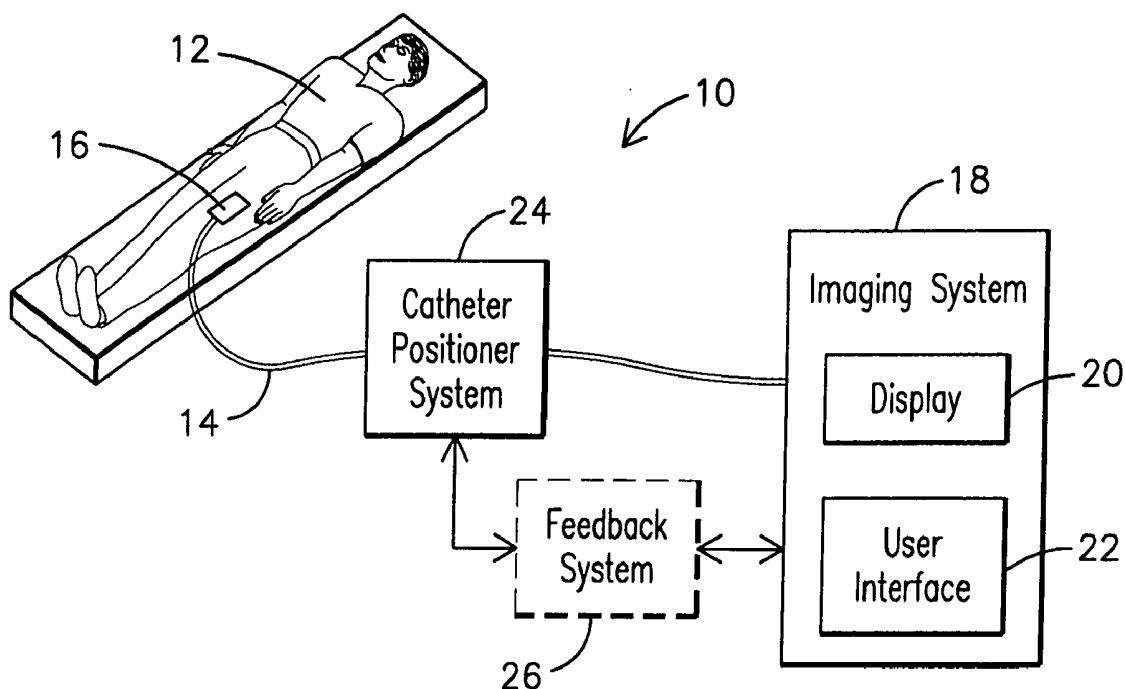 12
10
16
24
18
Catheter
Positioner
System
Imaging System
20
Display
14
Feedback
System
User
Interface
22
26